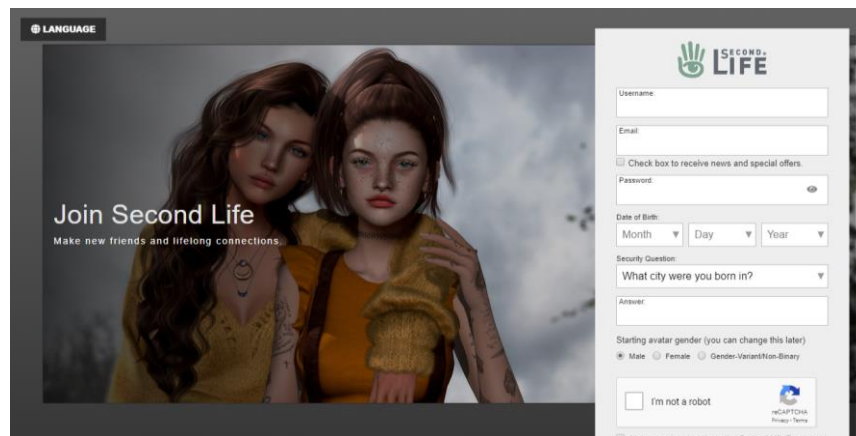 LANGUAGE
SECOND
LIFE
Username:
Email:
Check box to receive news and special offers.
Password:
Join Second Life
Make new friends and lifelong connections.
Date of Birth:
Month Day Year
Security Question:
What city were you born in?
Answer:
Starting avatar gender (you can change this later)
Male Female Gender-Variant/Non-Binary
I'm not a robot
reCAPTCHA
Privacy - Terms